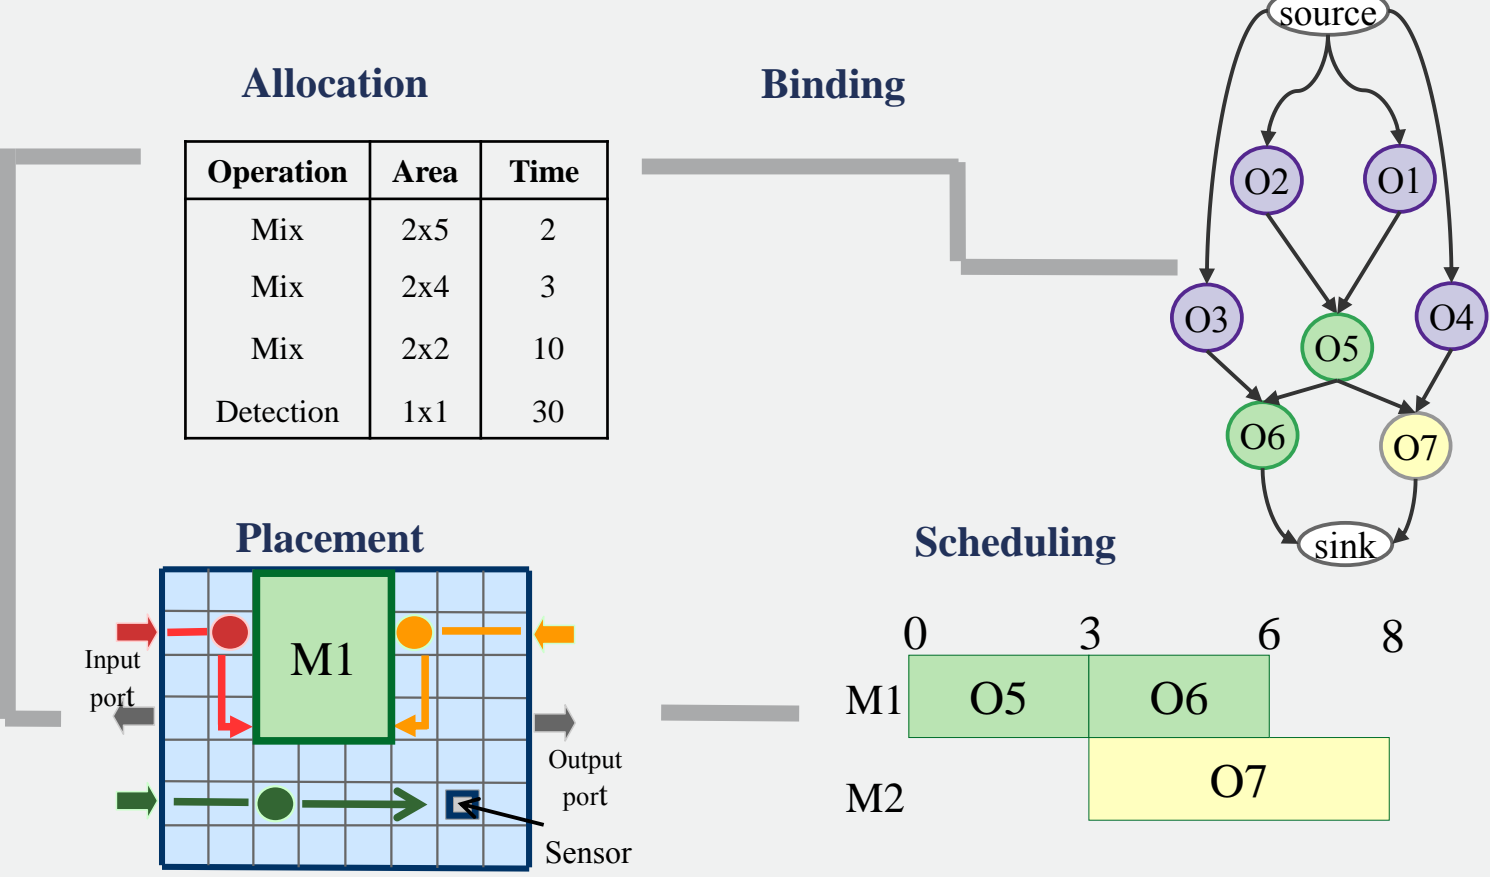 Allocation
Operation Area Time
Mix 2x5 2
Mix 2x4 3
Mix 2x2 10
Detection 1x1 30
Binding
source
O2 O1
O3 O4
O5
O6 O7
sink
Placement
M1
Input
port
Output
port
Sensor
Scheduling
0 3 6 8
M1 O5 O6
M2 O7